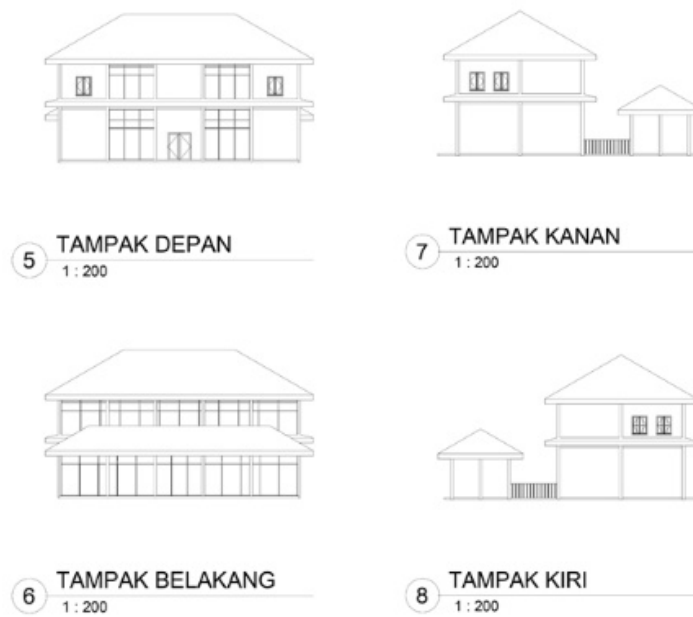 5 TAMPAK DEPAN
1 : 200
7 TAMPAK KANAN
1 : 200
6 TAMPAK BELAKANG
1 : 200
8 TAMPAK KIRI
1 : 200